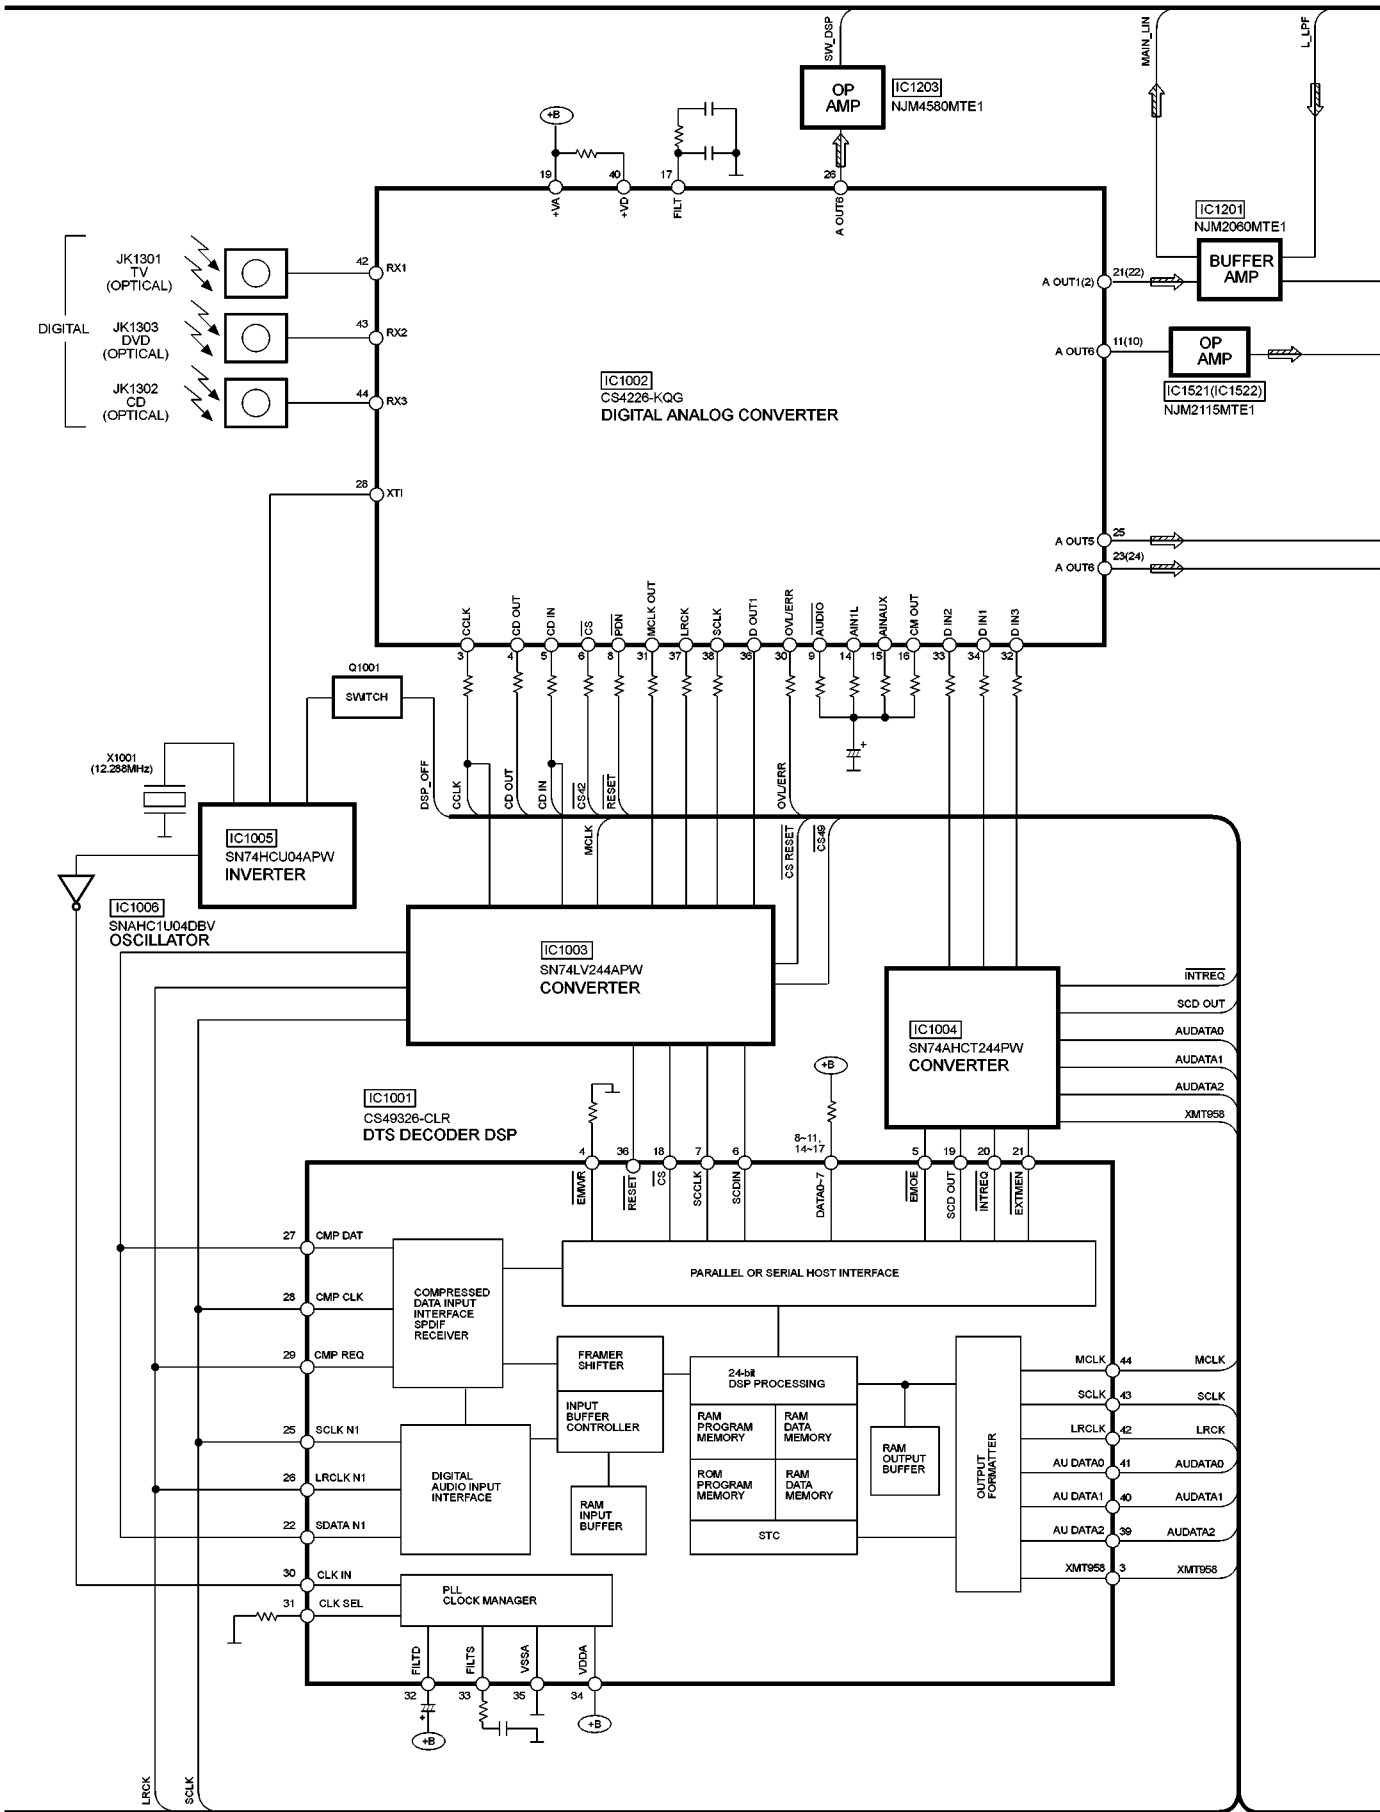 SW_DSP
MAIN_LIN
L_LPF
OP
AMP
IC1203
NJM4580MTE1
+B
19
40
17
26
+VA
+VD
FILT
A OUT6
IC1201
NJM2060MTE1
BUFFER
AMP
DIGITAL
JK1301
TV
(OPTICAL)
42
RX1
A OUT1(2)
21(22)
JK1303
DVD
(OPTICAL)
43
RX2
A OUT6
11(10)
OP
AMP
IC1521(IC1522)
NJM2115MTE1
JK1302
CD
(OPTICAL)
44
RX3
IC1002
CS4226-KQG
DIGITAL ANALOG CONVERTER
28
XTI
A OUT5
25
A OUT6
23(24)
CCLK
CD OUT
CD IN
CS
PDN
MCLK OUT
LRCK
SCLK
D OUT1
OVL/ERR
AUDIO
AIN1L
AINAUX
CM OUT
D IN2
D IN1
D IN3
3
4
5
6
8
31
37
38
36
30
9
14
15
16
33
34
32
Q1001
SWITCH
+
X1001
(12.288MHz)
DSP_OFF
CCLK
CD OUT
CD IN
CS42
RESET
OVL/ERR
MCLK
CS RESET
CS49
IC1005
SN74HCU04APW
INVERTER
IC1006
SNAHC1U04DBV
OSCILLATOR
IC1003
SN74LV244APW
CONVERTER
IC1004
SN74AHCT244PW
CONVERTER
INTREQ
SCD OUT
AUDATA0
AUDATA1
AUDATA2
XMT958
IC1001
CS49326-CLR
DTS DECODER DSP
+B
4
36
18
7
6
8~11,
14~17
5
19
20
21
EMWR
RESET
CS
SCCLK
SCDIN
DATA0~7
EMOE
SCD OUT
INTREQ
EXTMEN
27
CMP DAT
28
CMP CLK
29
CMP REQ
COMPRESSED
DATA INPUT
INTERFACE
SPDIF
RECEIVER
PARALLEL OR SERIAL HOST INTERFACE
FRAMER
SHIFTER
INPUT
BUFFER
CONTROLLER
24-bit
DSP PROCESSING
RAM
PROGRAM
MEMORY
RAM
DATA
MEMORY
ROM
PROGRAM
MEMORY
RAM
DATA
MEMORY
STC
RAM
OUTPUT
BUFFER
OUTPUT
FORMATTER
MCLK
44
MCLK
SCLK
43
SCLK
LRCLK
42
LRCK
AU DATA0
41
AUDATA0
AU DATA1
40
AUDATA1
AU DATA2
39
AUDATA2
XMT958
3
XMT958
25
SCLK N1
26
LRCLK N1
22
SDATA N1
DIGITAL
AUDIO INPUT
INTERFACE
RAM
INPUT
BUFFER
30
CLK IN
31
CLK SEL
PLL
CLOCK MANAGER
FILTD
FILTS
VSSA
VDDA
32
33
35
34
+
+B
+B
LRCK
SCLK